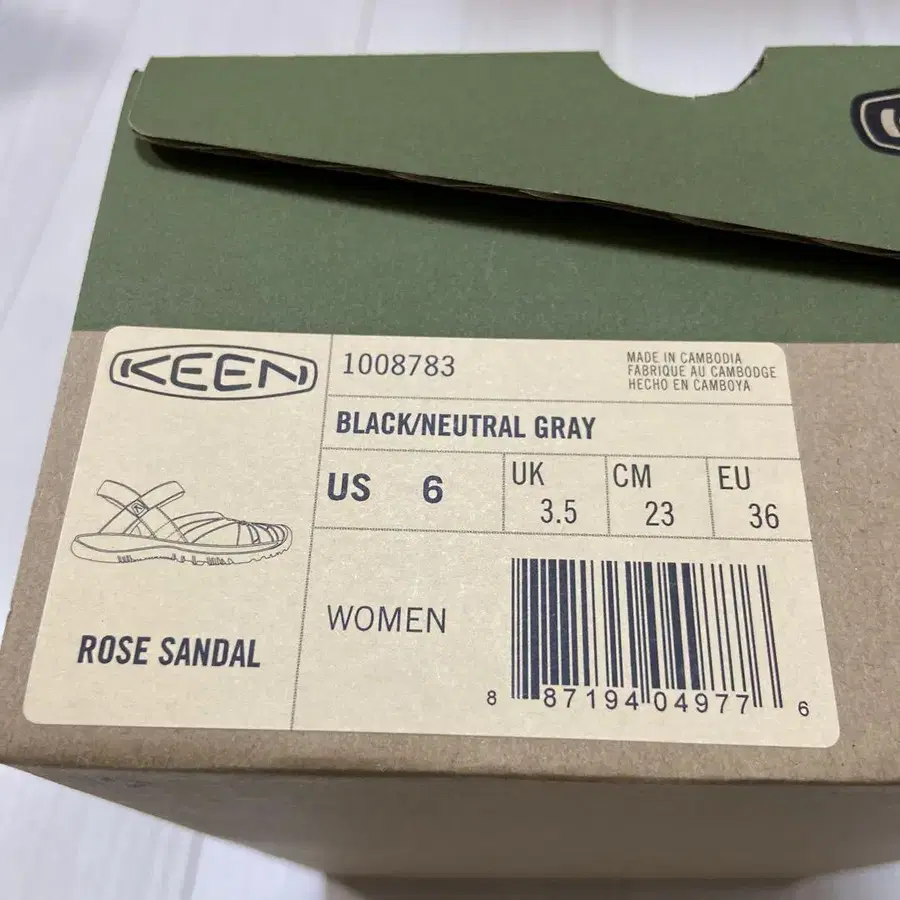 KEEN
1008783
MADE IN CAMBODIA
FABRIQUE AU CAMBODGE
HECHO EN CAMBOYA
BLACK/NEUTRAL GRAY
US 6
UK 3.5
CM 23
EU 36
WOMEN
ROSE SANDAL
8 87194 04977 6